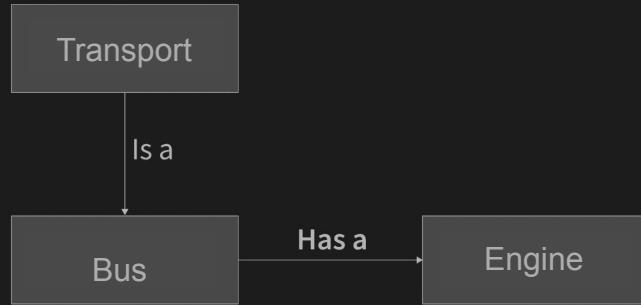 Transport
Is a
Has a
Bus
Engine